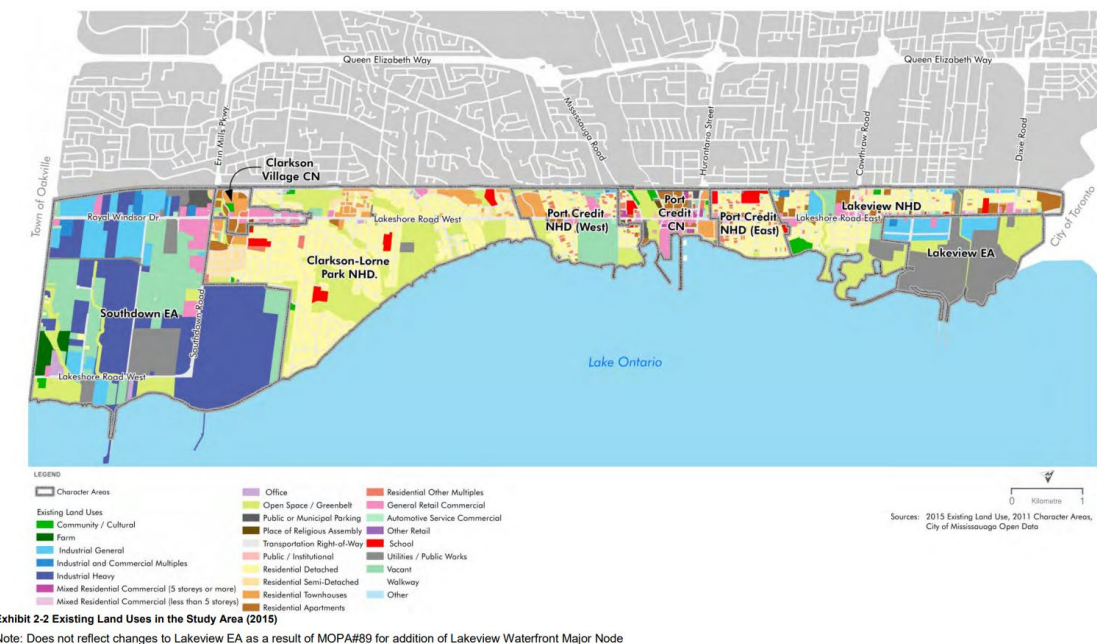 Queen Elizabeth Way
Queen Elizabeth Way
Erin Mills Pkwy
Mississauga Road
Hurontario Street
Cawthraw Road
Dixie Road
Town of Oakville
City of Toronto
Clarkson
Village CN
Royal Windsor Dr.
Lakeshore Road West
Port Credit
NHD (West)
Port
Credit
CN
Port Credit
NHD (East)
Lakeview NHD
Lakeshore Road East
Lakeview EA
Clarkson-Lorne
Park NHD.
Southdown EA
Southdown Road
Lakeshore Road West
Lake Ontario
LEGEND
Character Areas
Existing Land Uses
Community / Cultural
Farm
Industrial General
Industrial and Commercial Multiples
Industrial Heavy
Mixed Residential Commercial (5 storeys or more)
Mixed Residential Commercial (less than 5 storeys)
Office
Open Space / Greenbelt
Public or Municipal Parking
Place of Religious Assembly
Transportation Right-of-Way
Public / Institutional
Residential Detached
Residential Semi-Detached
Residential Townhouses
Residential Apartments
Residential Other Multiples
General Retail Commercial
Automotive Service Commercial
Other Retail
School
Utilities / Public Works
Vacant
Walkway
Other
0 Kilometre 1
Sources: 2015 Existing Land Use, 2011 Character Areas,
City of Mississauga Open Data
Exhibit 2-2 Existing Land Uses in the Study Area (2015)
Note: Does not reflect changes to Lakeview EA as a result of MOPA#89 for addition of Lakeview Waterfront Major Node